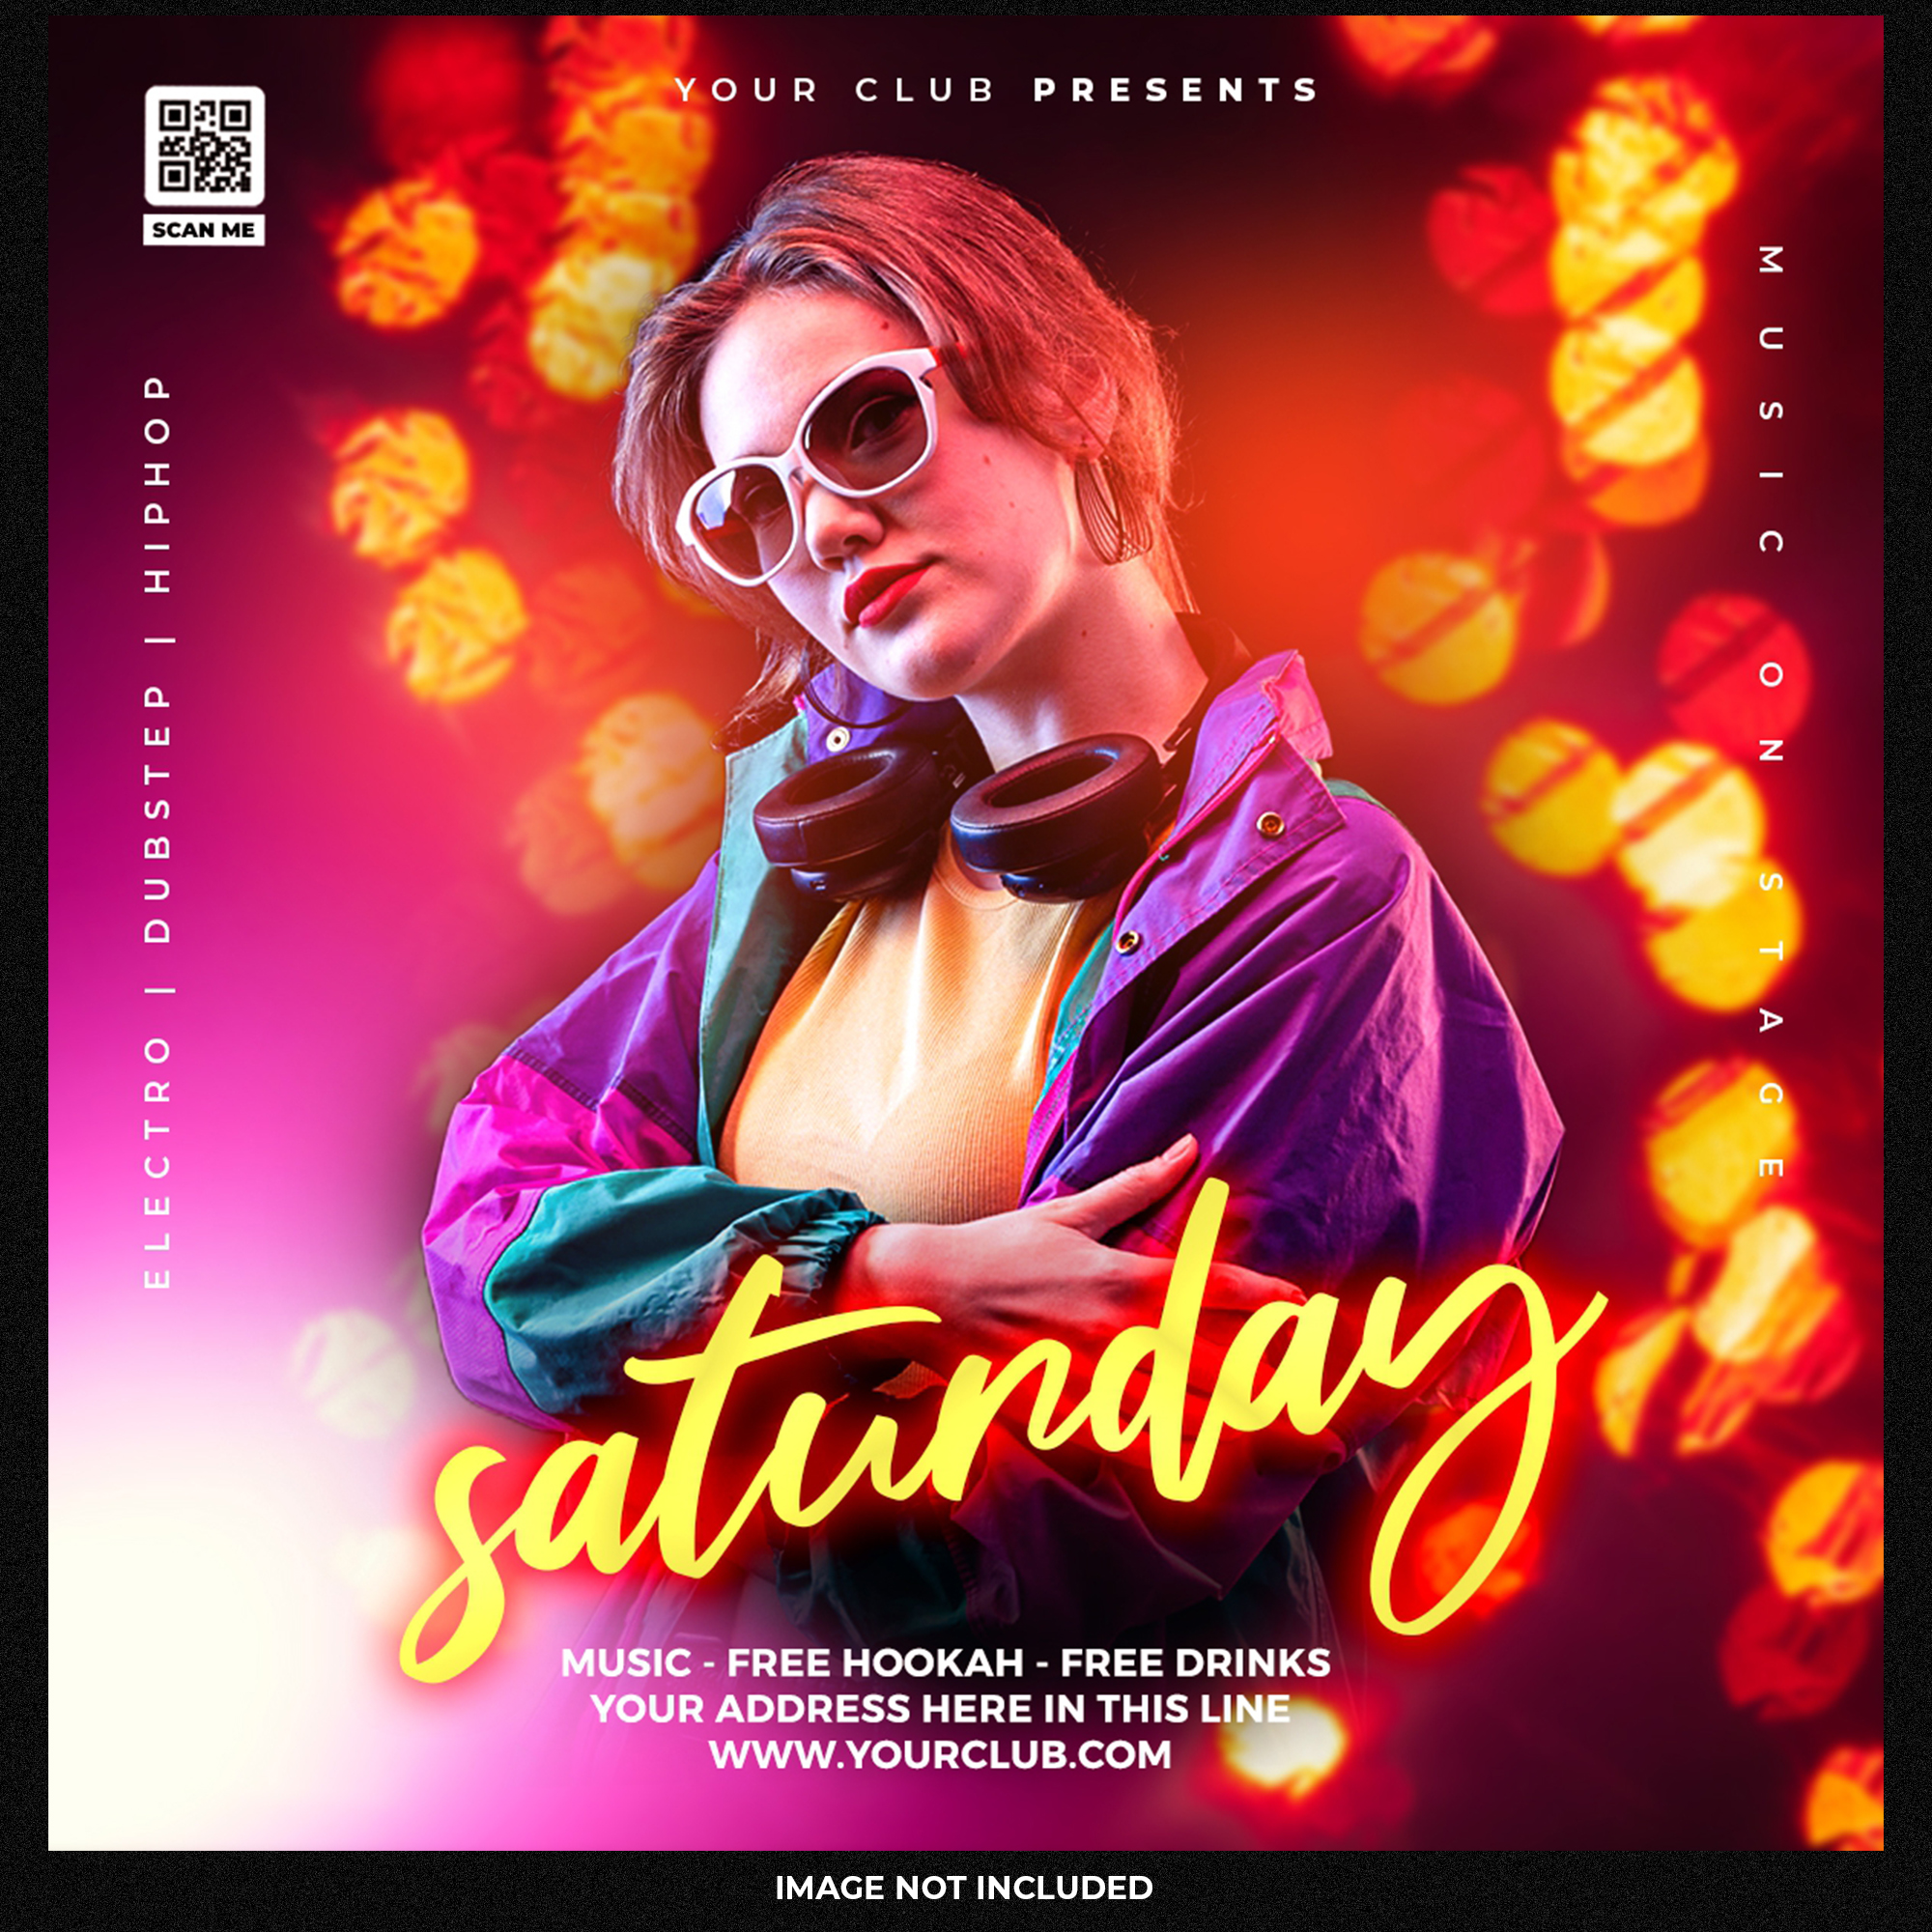 YOUR CLUB PRESENTS
SCAN ME
ELECTRO | DUBSTEP | HIPHOP
MUSIC ON STAGE
saturday
MUSIC - FREE HOOKAH - FREE DRINKS
YOUR ADDRESS HERE IN THIS LINE
WWW.YOURCLUB.COM
IMAGE NOT INCLUDED